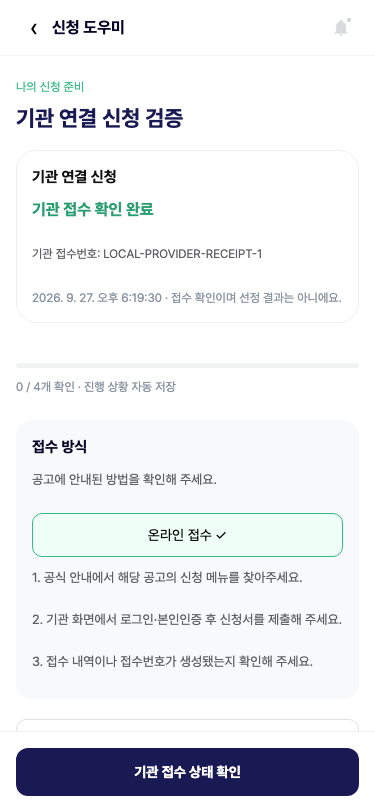 신청 도우미
나의 신청 준비
기관 연결 신청 검증
기관 연결 신청
기관 접수 확인 완료
기관 접수번호: LOCAL-PROVIDER-RECEIPT-1
2026. 9. 27. 오후 6:19:30 · 접수 확인이며 선정 결과는 아니에요.
0 / 4개 확인 · 진행 상황 자동 저장
접수 방식
공고에 안내된 방법을 확인해 주세요.
온라인 접수 ✓
1. 공식 안내에서 해당 공고의 신청 메뉴를 찾아주세요.
2. 기관 화면에서 로그인·본인인증 후 신청서를 제출해 주세요.
3. 접수 내역이나 접수번호가 생성됐는지 확인해 주세요.
기관 접수 상태 확인